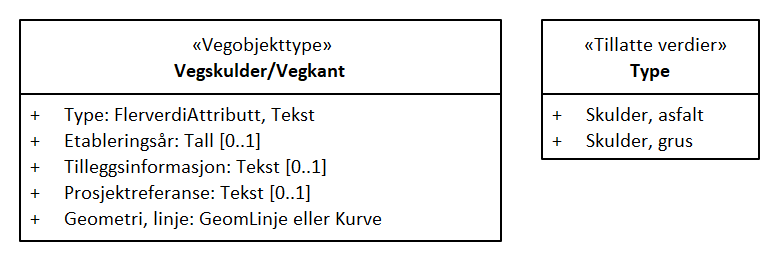 «Vegobjekttype»
Vegskulder/Vegkant
+ Type: FlerverdiAttributt, Tekst
+ Etableringsår: Tall [0..1]
+ Tilleggsinformasjon: Tekst [0..1]
+ Prosjektreferanse: Tekst [0..1]
+ Geometri, linje: GeomLinje eller Kurve
«Tillatte verdier»
Type
+ Skulder, asfalt
+ Skulder, grus